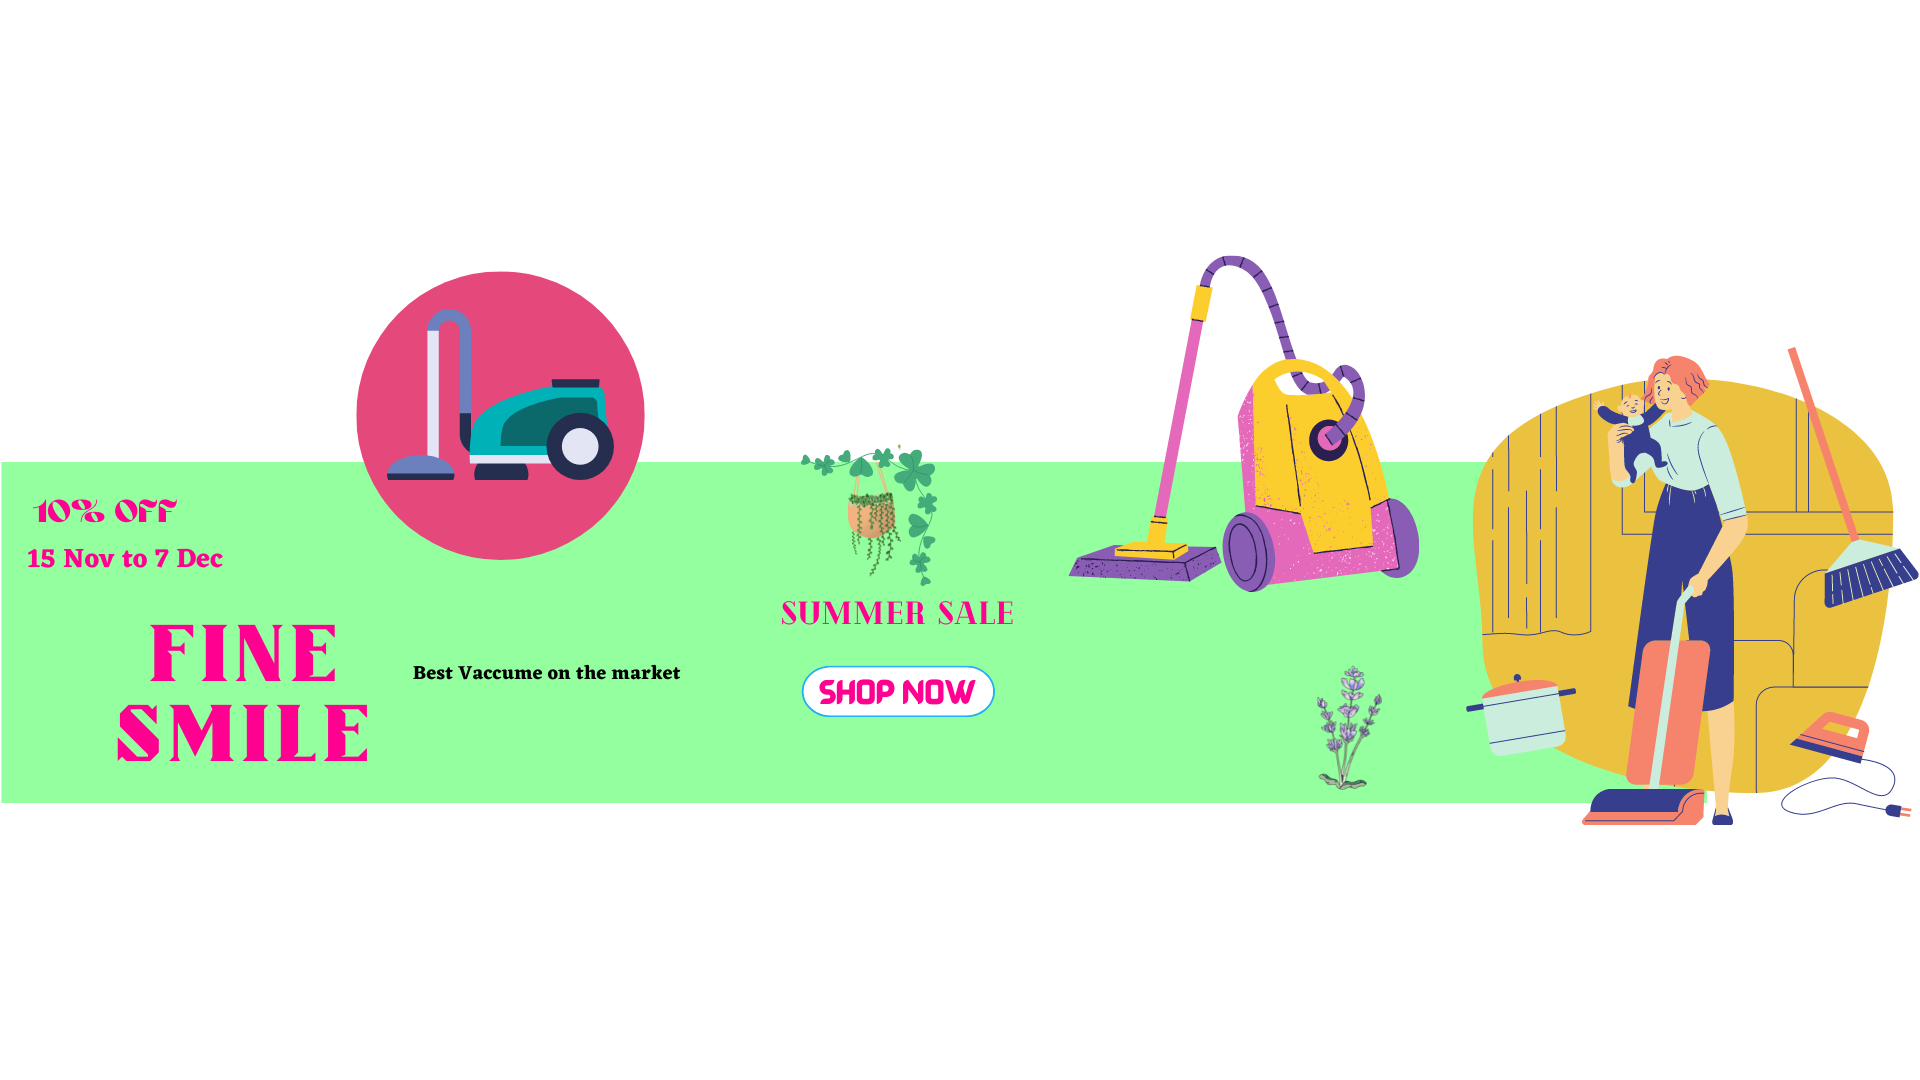 10% OFF
15 Nov to 7 Dec
FINE
SMILE
Best Vaccume on the market
SUMMER SALE
SHOP NOW